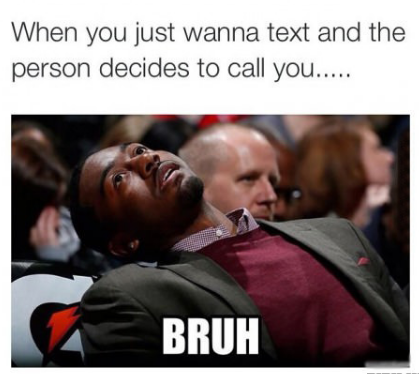 When you just wanna text and the
person decides to call you.....
BRUH